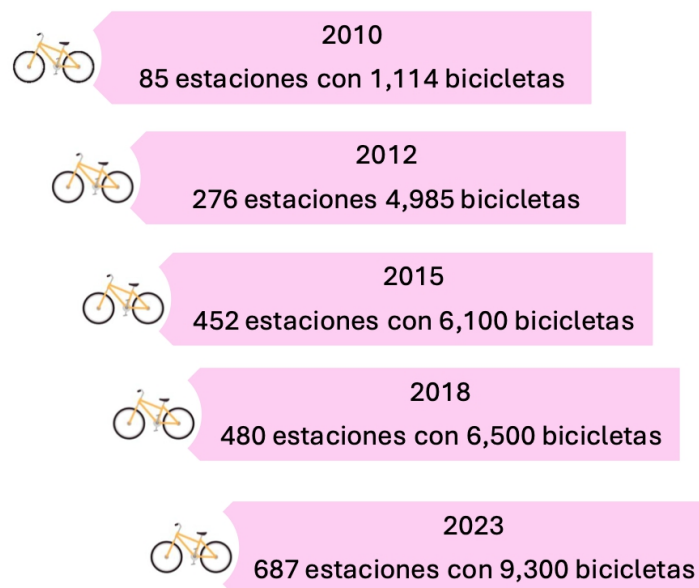 2010
85 estaciones con 1,114 bicicletas
2012
276 estaciones 4,985 bicicletas
2015
452 estaciones con 6,100 bicicletas
2018
480 estaciones con 6,500 bicicletas
2023
687 estaciones con 9,300 bicicletas